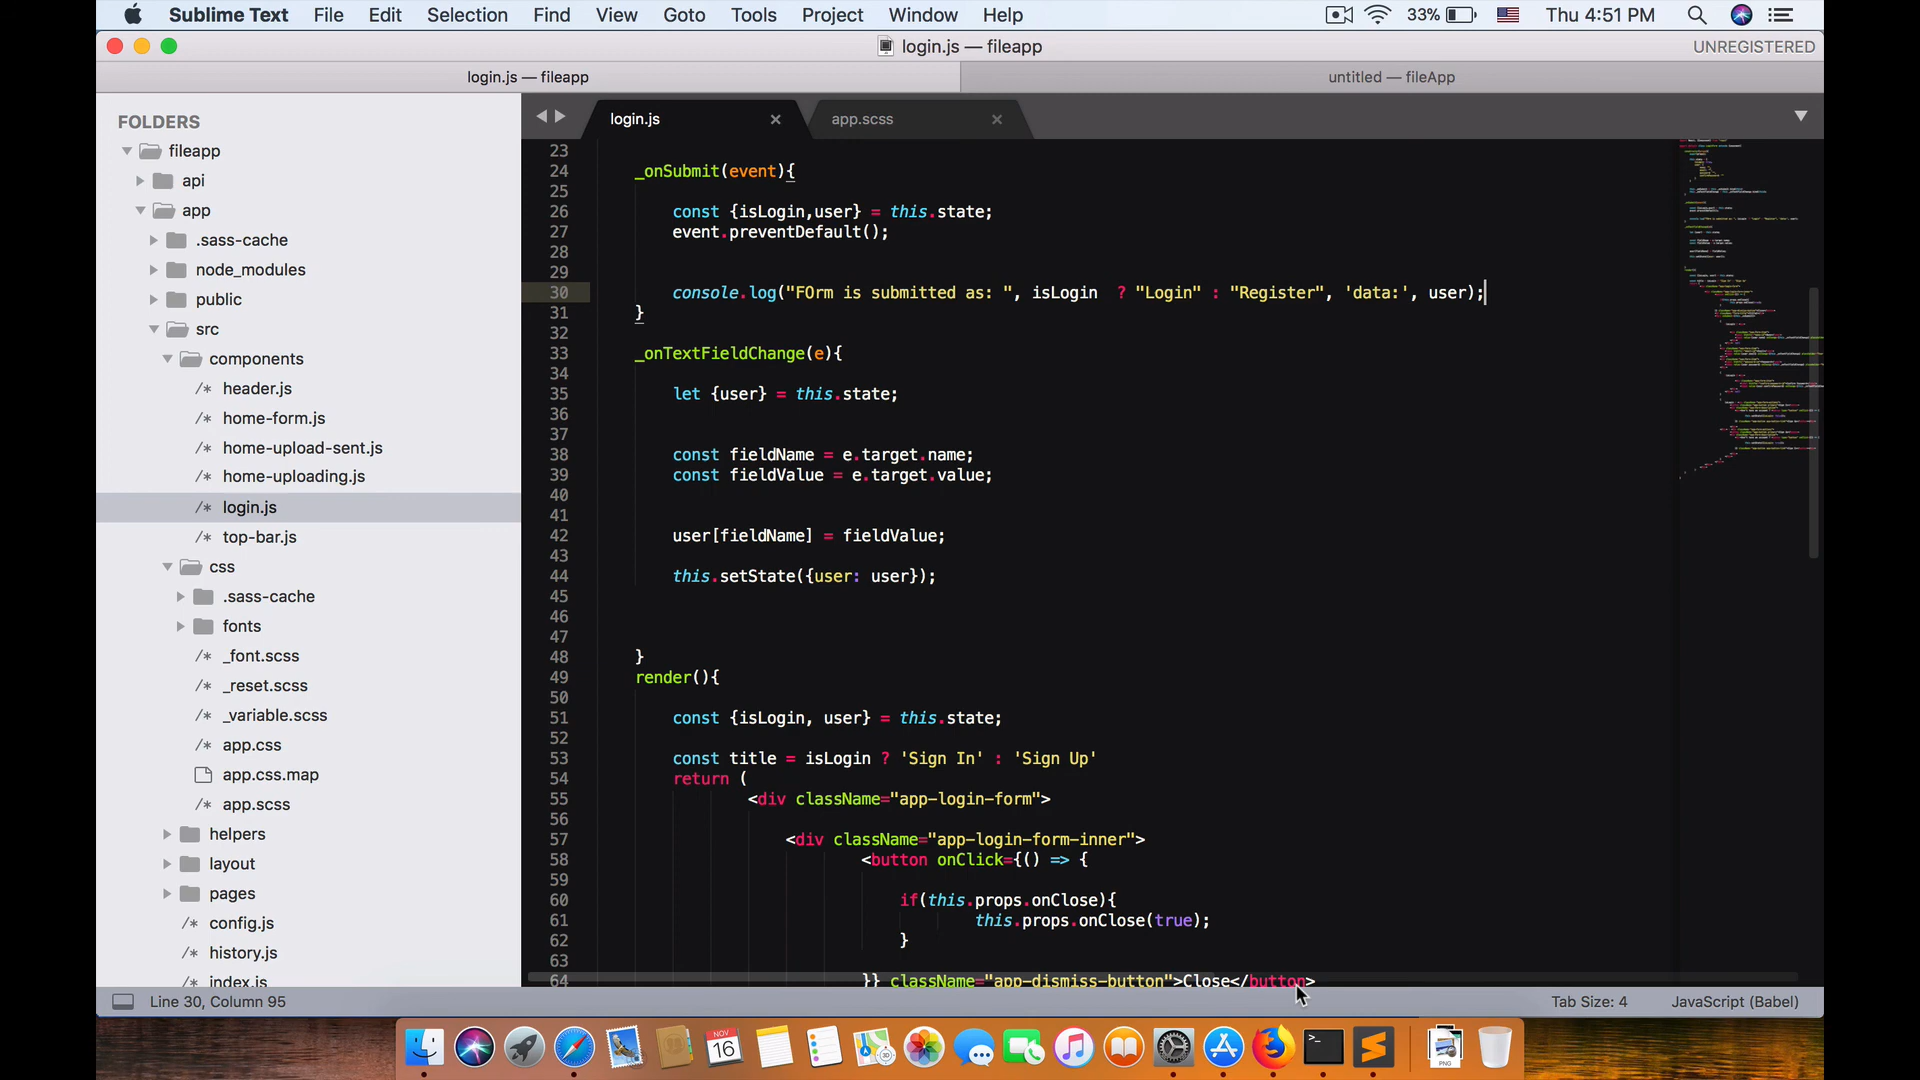 Sublime Text File Edit Selection Find View Goto Tools Project Window Help 33% Thu 4:51 PM
login.js — fileapp UNREGISTERED
login.js — fileapp untitled — fileApp
FOLDERS
fileapp
api
app
.sass-cache
node_modules
public
src
components
/* header.js
/* home-form.js
/* home-upload-sent.js
/* home-uploading.js
/* login.js
/* top-bar.js
css
.sass-cache
fonts
/* _font.scss
/* _reset.scss
/* _variable.scss
/* app.css
app.css.map
/* app.scss
helpers
layout
pages
/* config.js
/* history.js
/* index.js
login.js × app.scss ×
23
24 _onSubmit(event){
25
26 const {isLogin,user} = this.state;
27 event.preventDefault();
28
29
30 console.log("FOrm is submitted as: ", isLogin  ? "Login" : "Register", 'data:', user);
31 }
32
33 _onTextFieldChange(e){
34
35 let {user} = this.state;
36
37
38 const fieldName = e.target.name;
39 const fieldValue = e.target.value;
40
41
42 user[fieldName] = fieldValue;
43
44 this.setState({user: user});
45
46
47
48 }
49 render(){
50
51 const {isLogin, user} = this.state;
52
53 const title = isLogin ? 'Sign In' : 'Sign Up'
54 return (
55 <div className="app-login-form">
56
57 <div className="app-login-form-inner">
58 <button onClick={() => {
59
60 if(this.props.onClose){
61 this.props.onClose(true);
62 }
63
64 }} className="app-dismiss-button">Close</button>
Line 30, Column 95 Tab Size: 4 JavaScript (Babel)
NOV
16
PNG